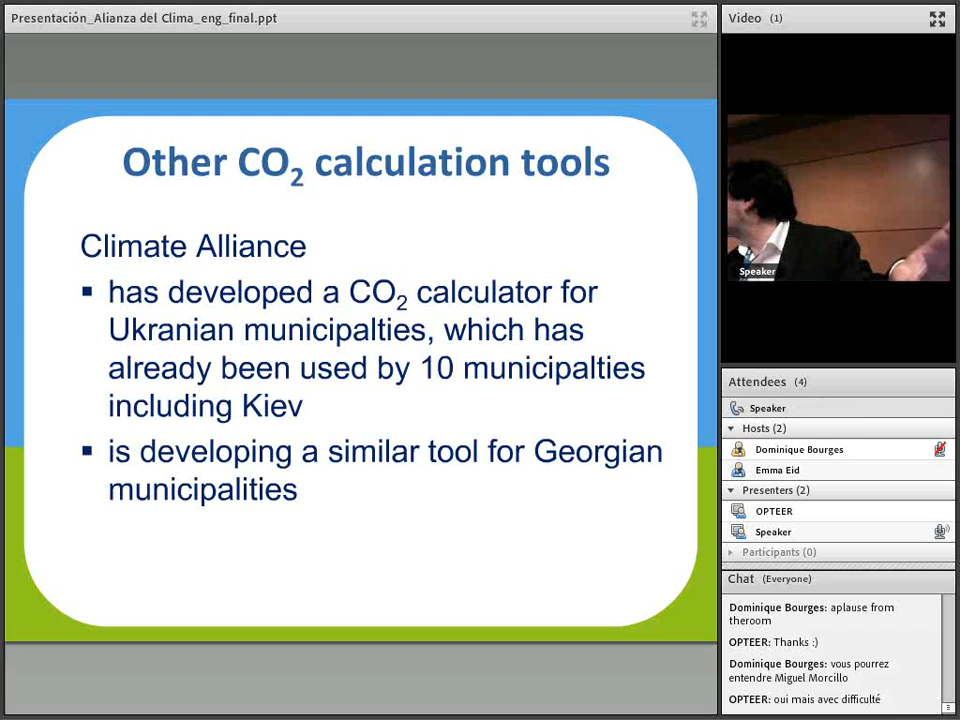 Presentación_Alianza del Clima_eng_final.ppt
Other CO2 calculation tools
Climate Alliance
▪ has developed a CO2 calculator for
Ukranian municipalties, which has
already been used by 10 municipalties
including Kiev
▪ is developing a similar tool for Georgian
municipalities
Video (1)
Speaker
Attendees (4)
Speaker
Hosts (2)
Dominique Bourges
Emma Eid
Presenters (2)
OPTEER
Speaker
Participants (0)
Chat (Everyone)
Dominique Bourges: aplause from
theroom
OPTEER: Thanks :)
Dominique Bourges: vous pourrez
entendre Miguel Morcillo
OPTEER: oui mais avec difficulté